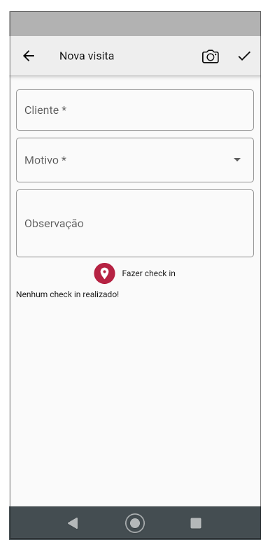 Nova visita
Cliente *
Motivo *
Observação
Fazer check in
Nenhum check in realizado!